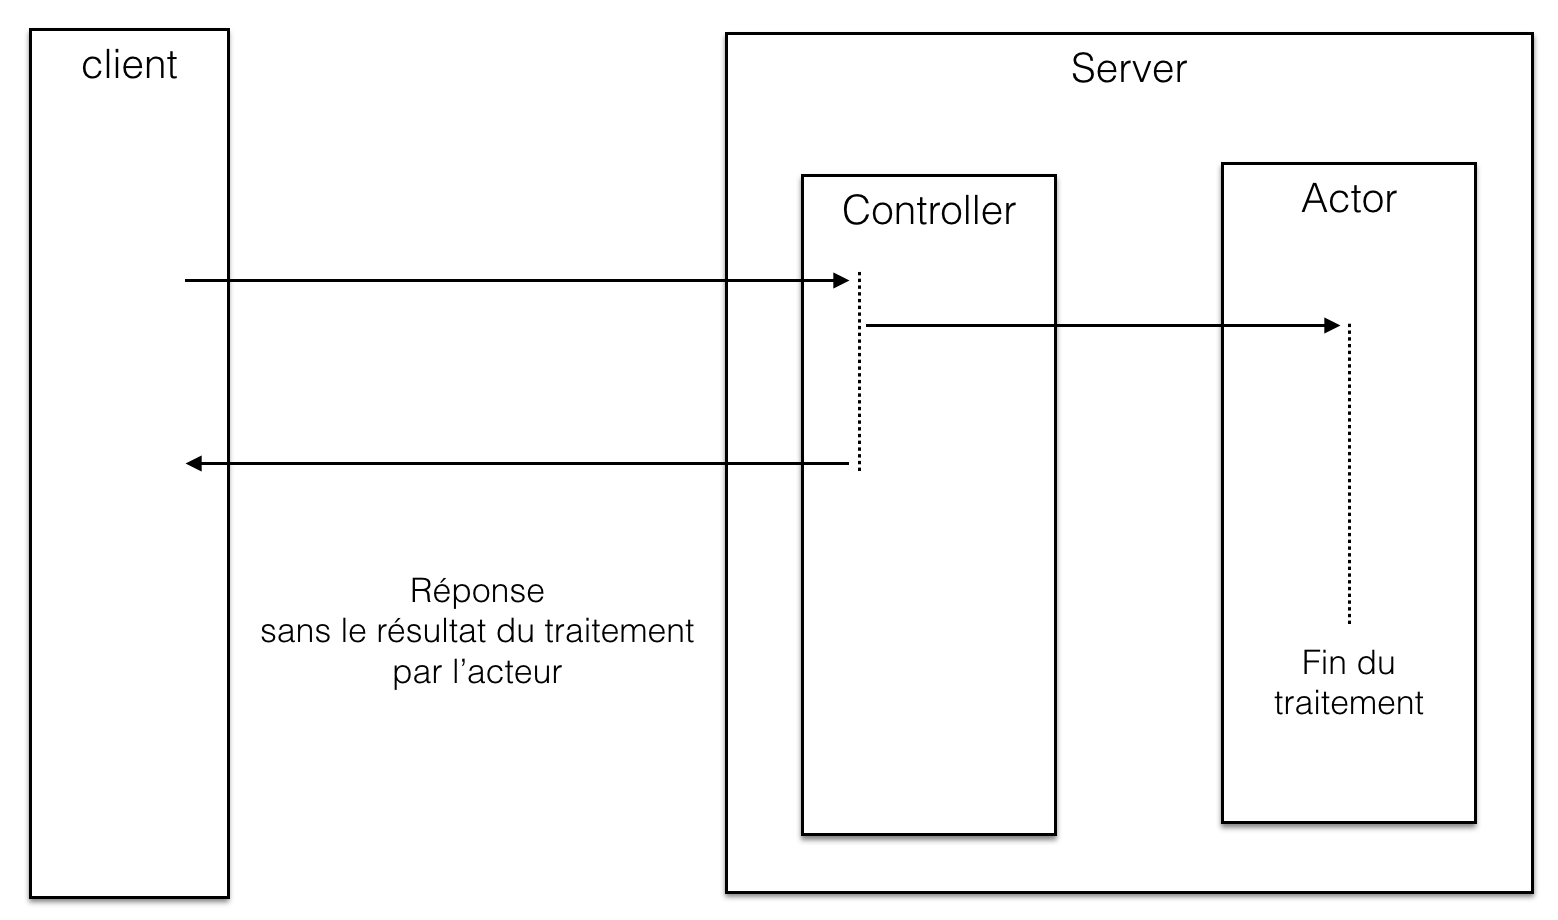 client
Server
Controller
Actor
Réponse
sans le résultat du traitement
par l’acteur
Fin du
traitement